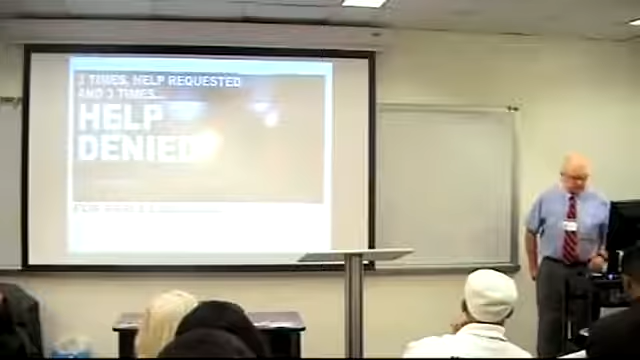 3 TIMES, HELP REQUESTED
AND 3 TIMES...
HELP
DENIED